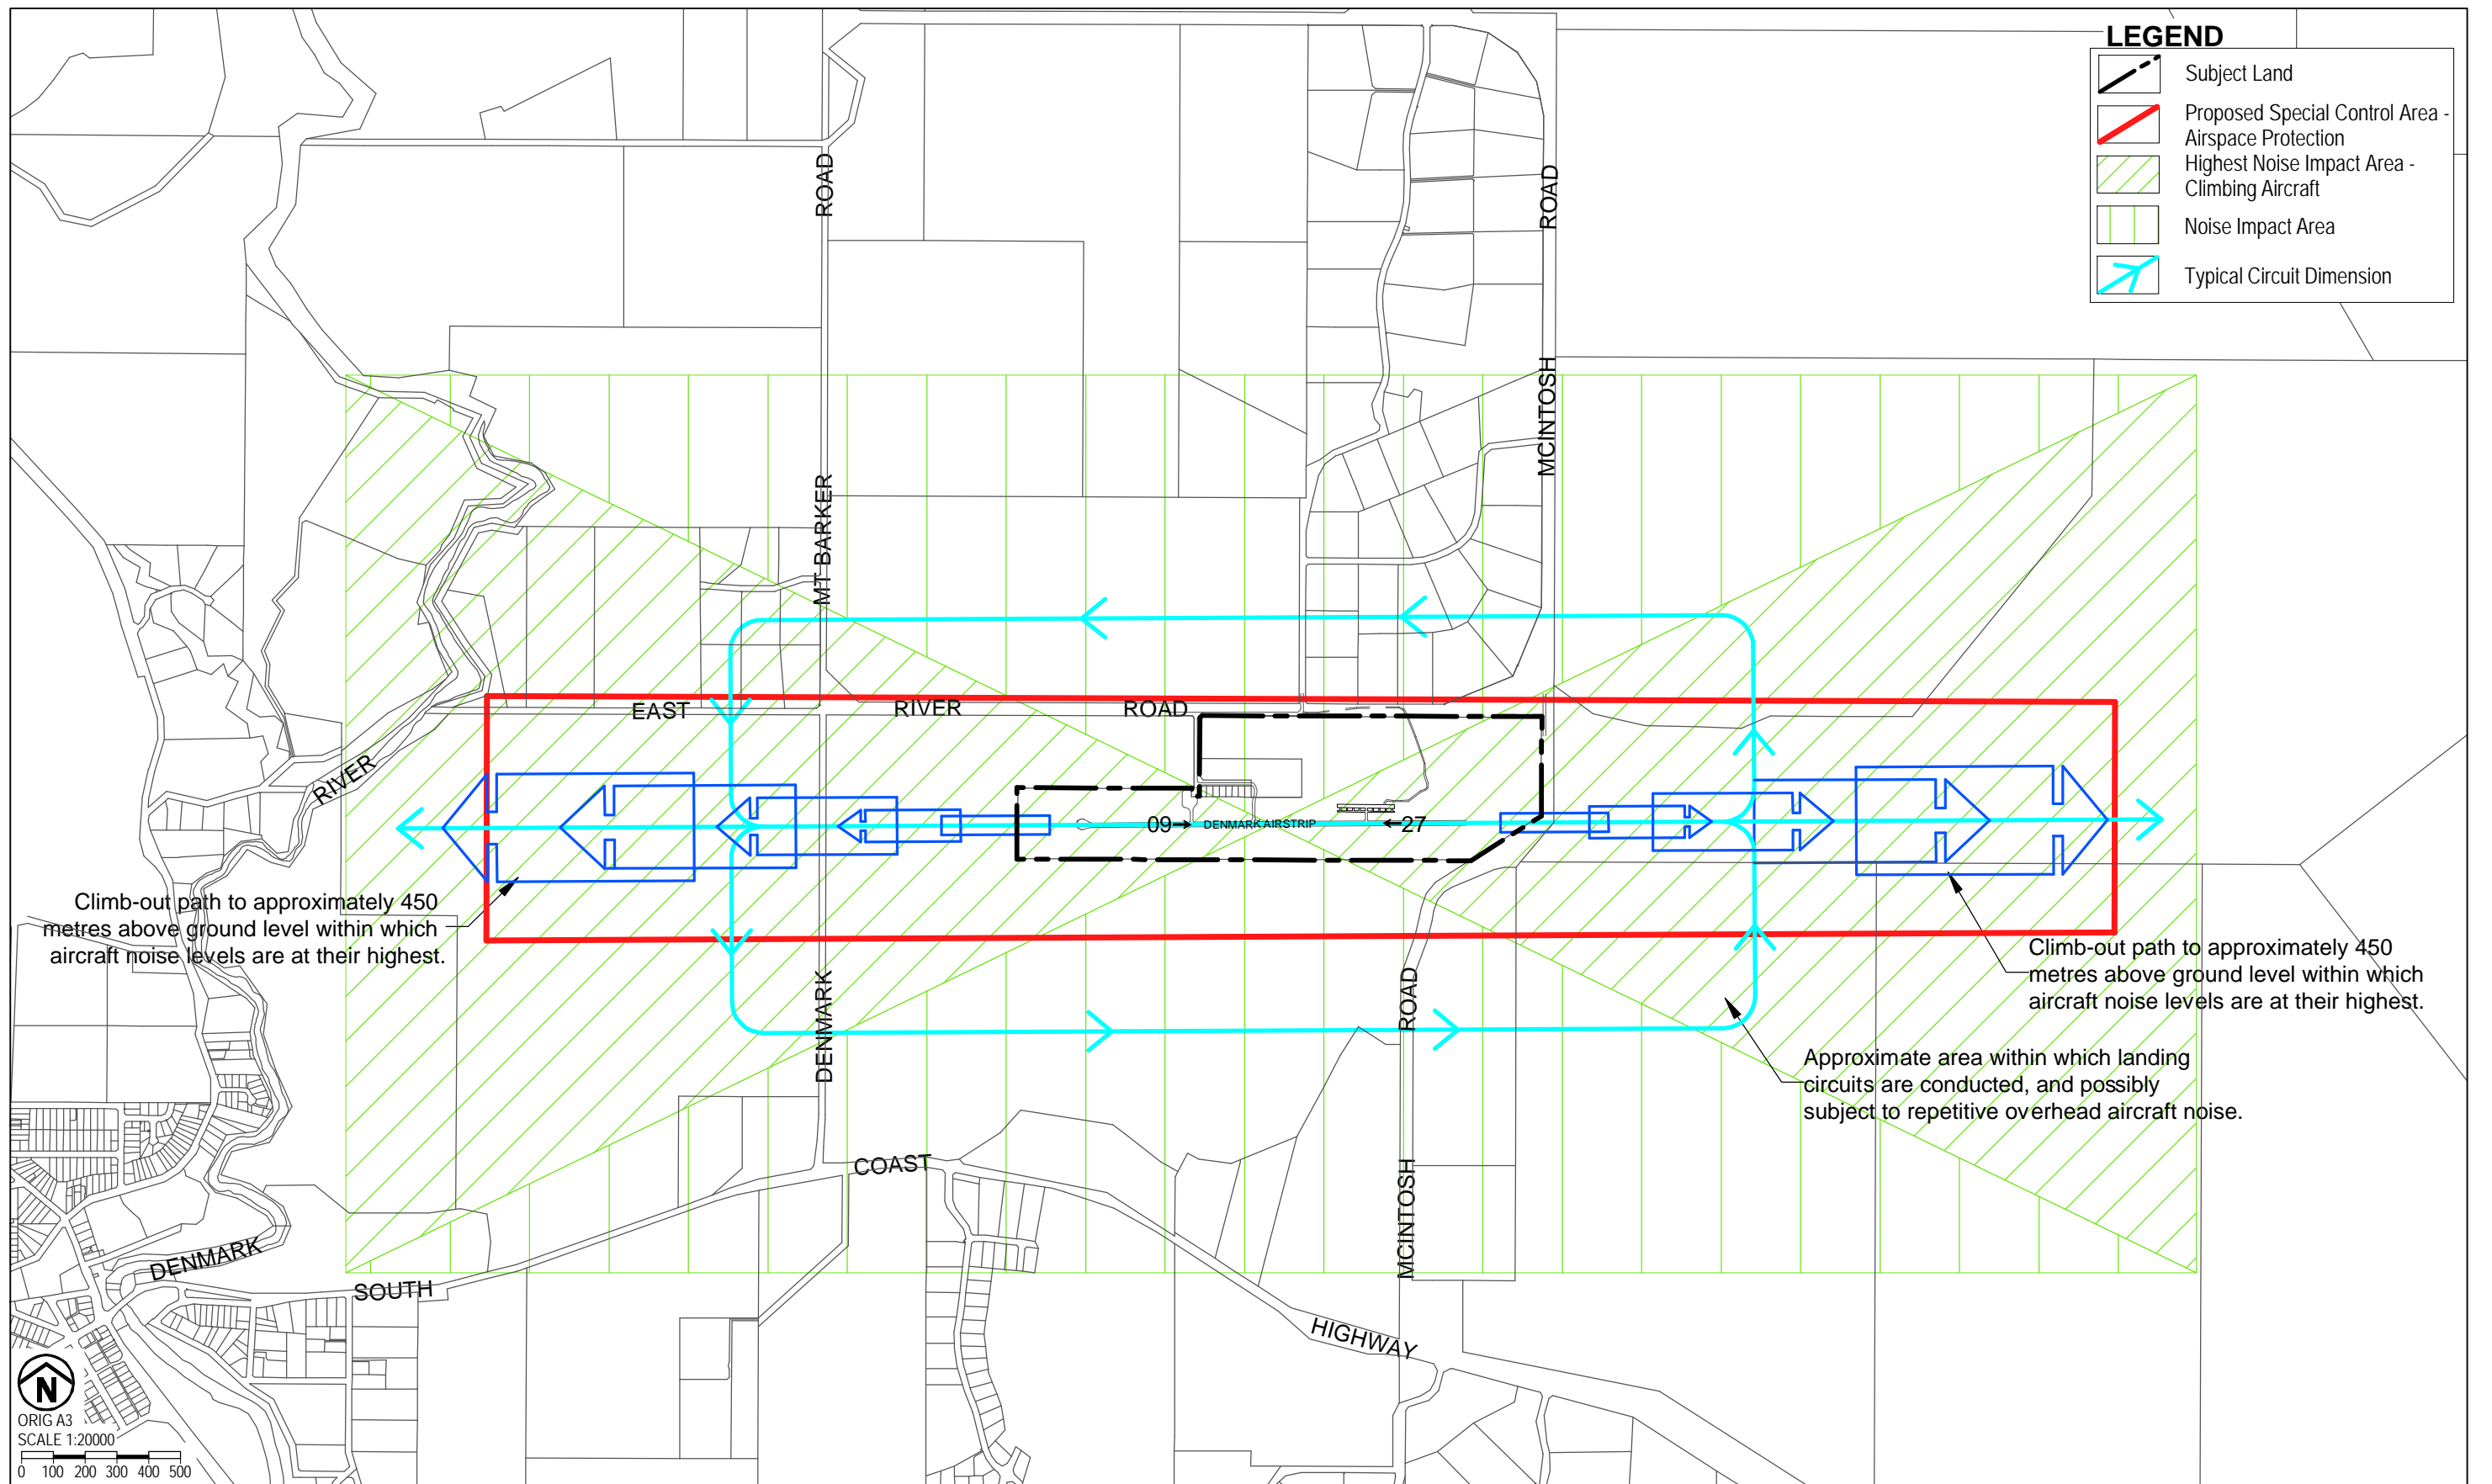 LEGEND
Subject Land
Proposed Special Control Area -
Airspace Protection
Highest Noise Impact Area -
Climbing Aircraft
Noise Impact Area
Typical Circuit Dimension
ROAD
ROAD
MCINTOSH
MT BARKER
EAST
RIVER
ROAD
RIVER
09
DENMARK AIRSTRIP
27
Climb-out path to approximately 450
metres above ground level within which
aircraft noise levels are at their highest.
Climb-out path to approximately 450
metres above ground level within which
aircraft noise levels are at their highest.
DENMARK
ROAD
Approximate area within which landing
circuits are conducted, and possibly
subject to repetitive overhead aircraft noise.
COAST
MCINTOSH
DENMARK
SOUTH
HIGHWAY
N
ORIG A3
SCALE 1:20000
0 100 200 300 400 500